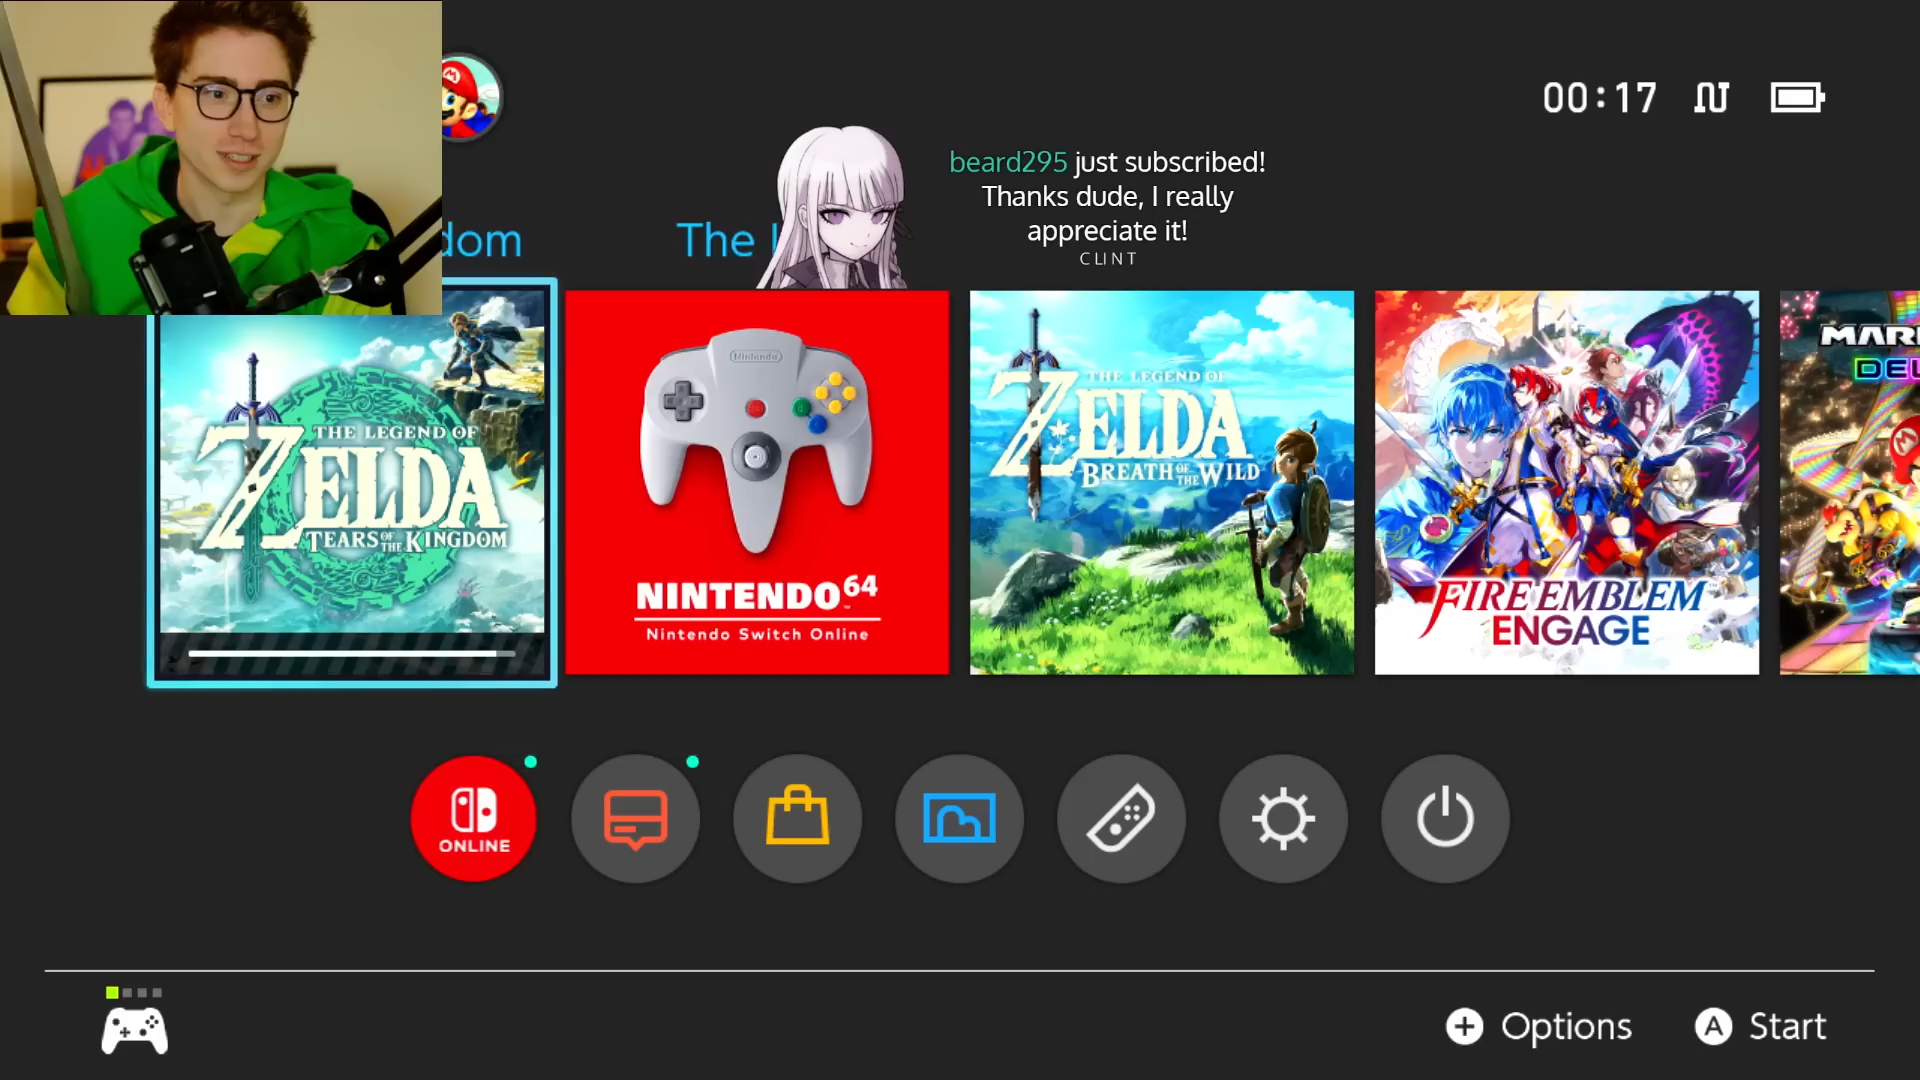 00:17
beard295 just subscribed!
Thanks dude, I really
appreciate it!
CLINT
dom
The
THE LEGEND OF
ZELDA
TEARS OF THE KINGDOM
Nintendo
NINTENDO 64
Nintendo Switch Online
THE LEGEND OF
ZELDA
BREATH OF THE WILD
FIRE EMBLEM
ENGAGE
MAR
DEL
M
M
ONLINE
Options
A Start